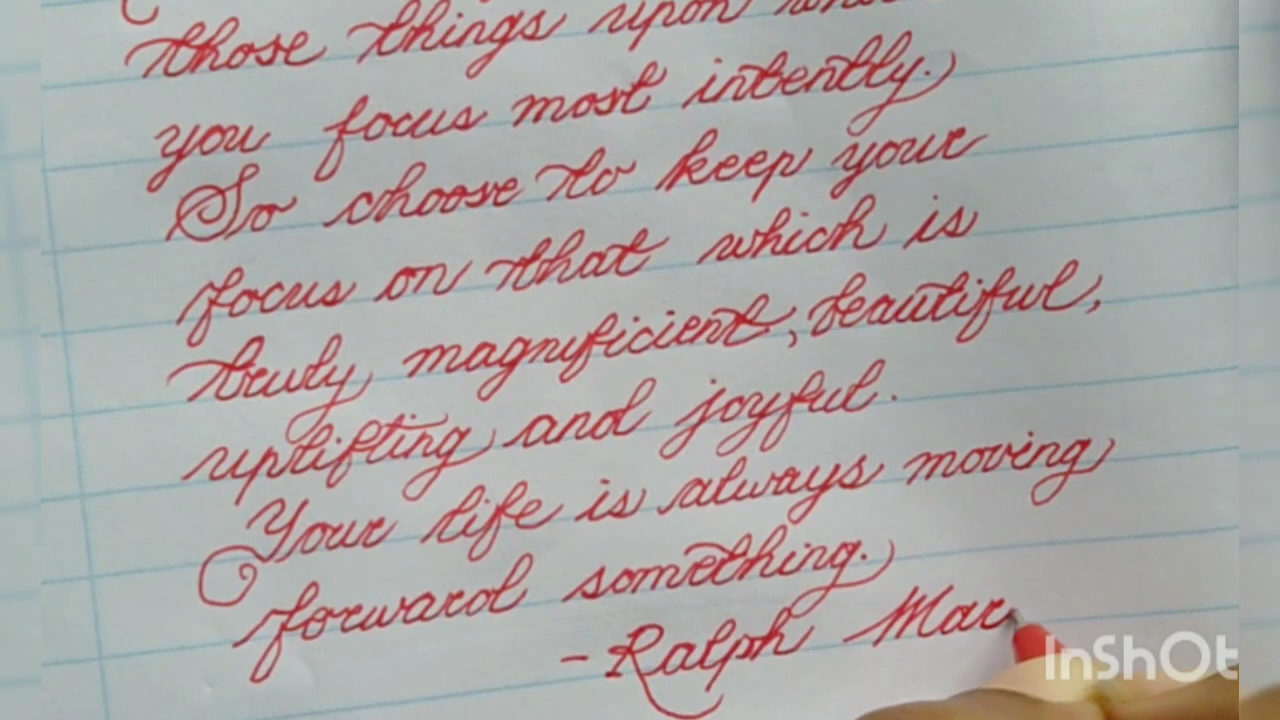 those things upon
you focus most intently.
So choose to keep your
focus on that which is
truly magnificient, beautiful,
uplifting and joyful.
Your life is always moving
forward something.
- Ralph Mar
InShOt